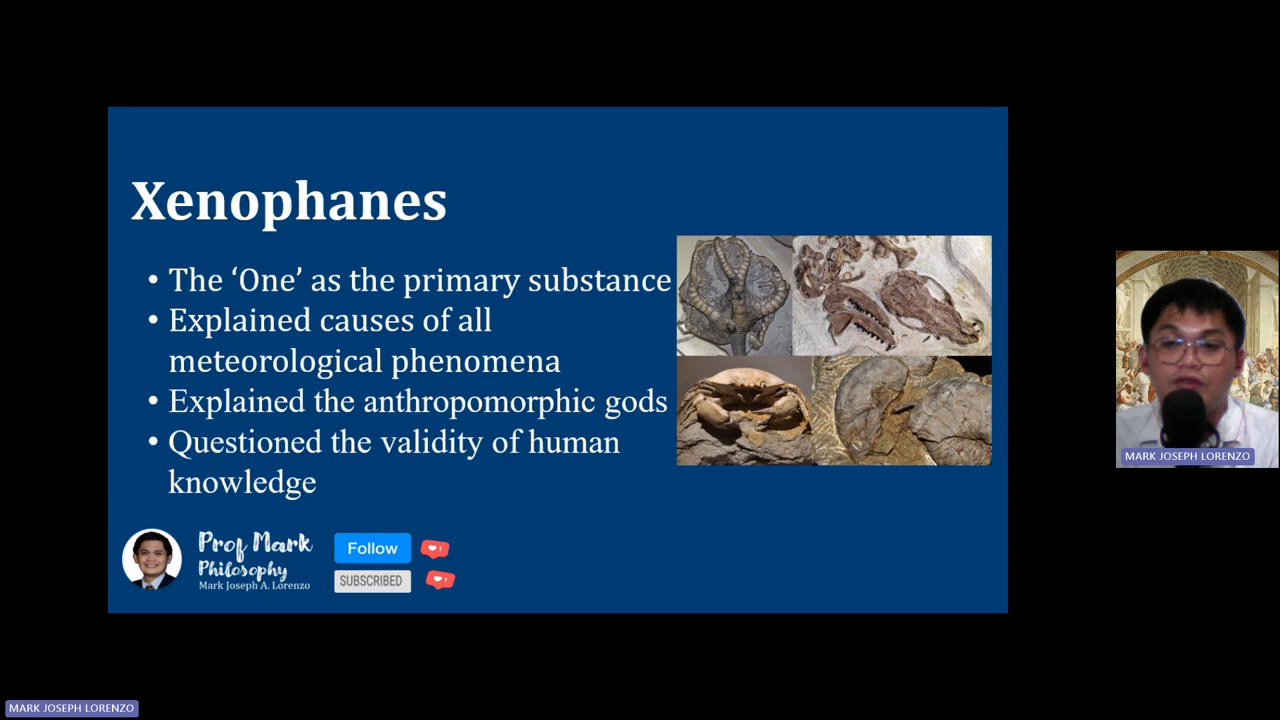 Xenophanes
• The ‘One’ as the primary substance
• Explained causes of all
meteorological phenomena
• Explained the anthropomorphic gods
• Questioned the validity of human
knowledge
Prof Mark
Philosophy
Mark Joseph A. Lorenzo
Follow
SUBSCRIBED
MARK JOSEPH LORENZO
MARK JOSEPH LORENZO